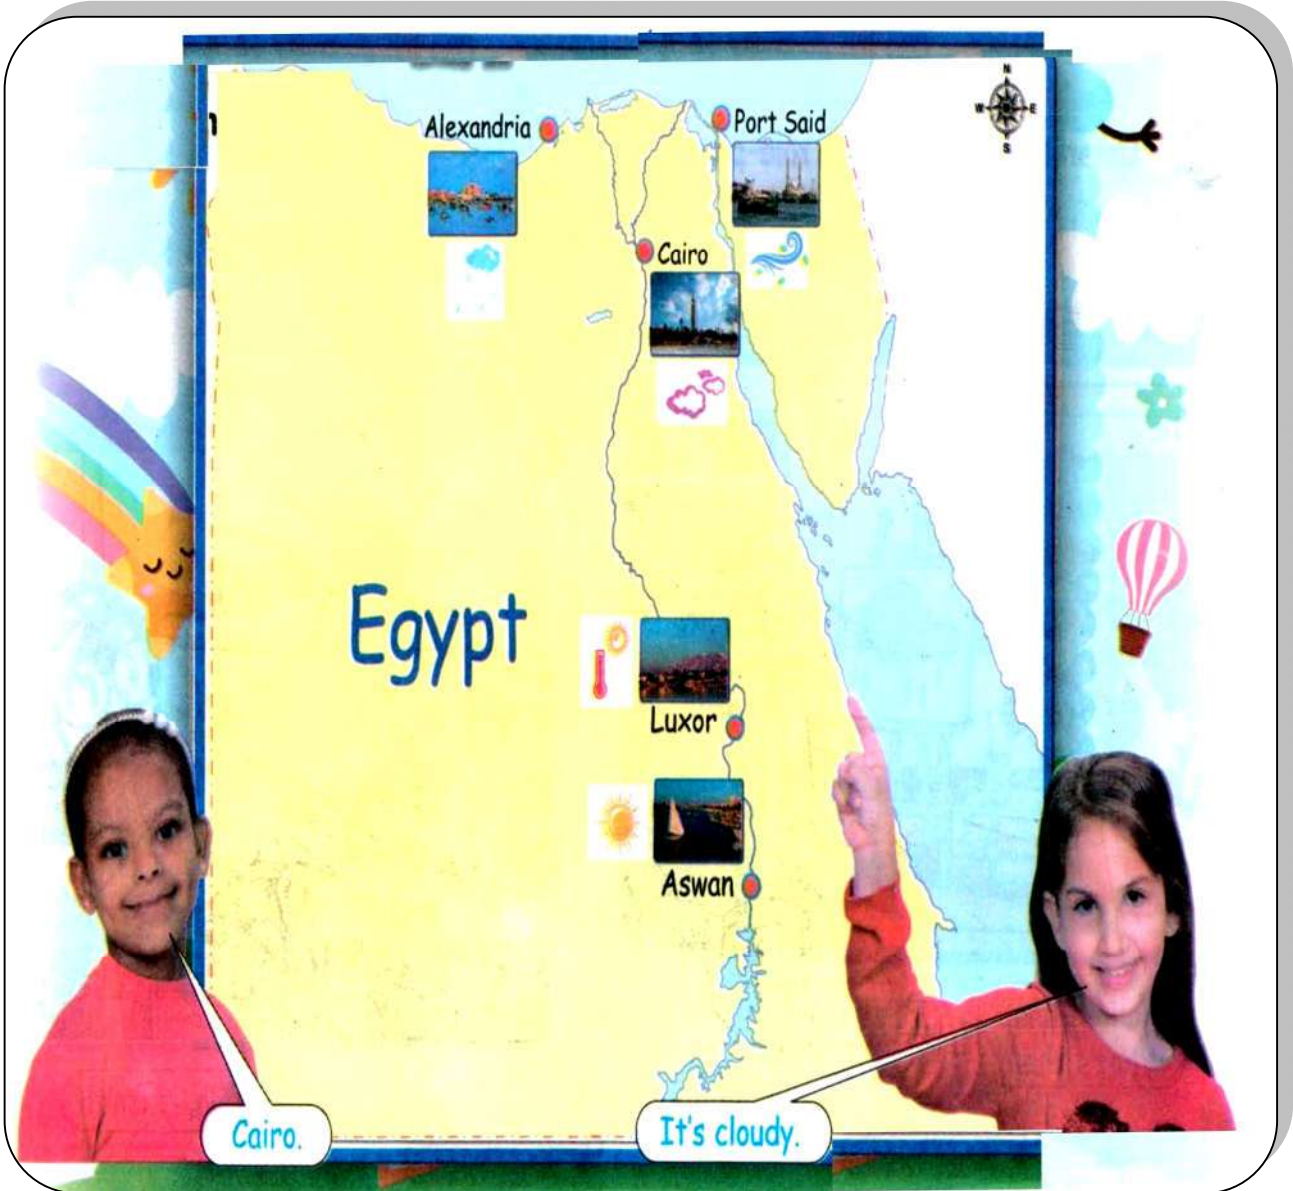 N
W E
S
n
Alexandria
Port Said
Cairo
Egypt
Luxor
Aswan
Cairo.
It's cloudy.